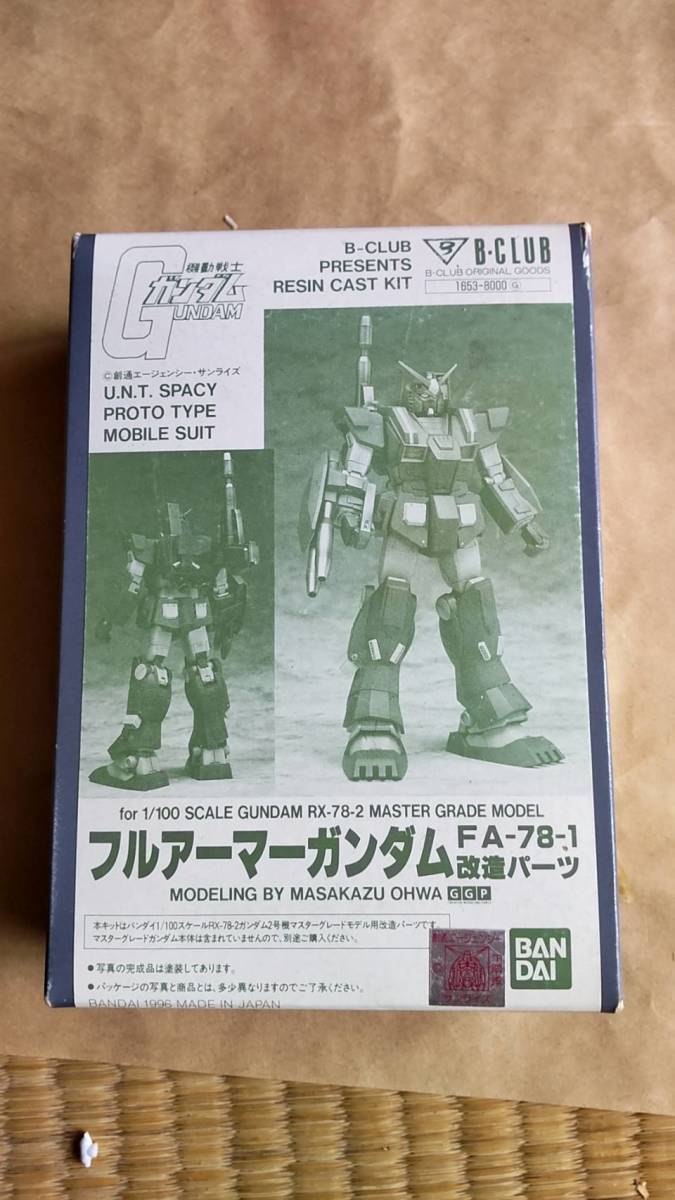 機動戦士
ガンダム
GUNDAM
B-CLUB
PRESENTS
RESIN CAST KIT
B·CLUB
B-CLUB ORIGINAL GOODS
1653-8000 G
©創通エージェンシー・サンライズ
U.N.T. SPACY
PROTO TYPE
MOBILE SUIT
for 1/100 SCALE GUNDAM RX-78-2 MASTER GRADE MODEL
フルアーマーガンダム FA-78-1
改造パーツ
MODELING BY MASAKAZU OHWA GGP
本キットはバンダイ1/100スケールRX-78-2ガンダム2号機マスターグレードモデル用改造パーツです。
マスターグレードガンダム本体は含まれていませんので、別途ご購入ください。
●写真の完成品は塗装してあります。
●パッケージの写真と商品とは、多少異なりますのでご了承ください。
BANDAI 1996 MADE IN JAPAN
サンライズ
BAN
DAI